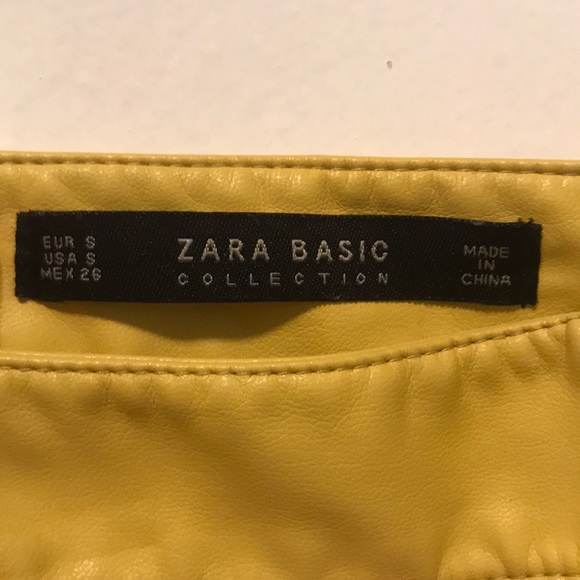 EUR S
USA S
MEX 26
ZARA BASIC
COLLECTION
MADE
IN
CHINA